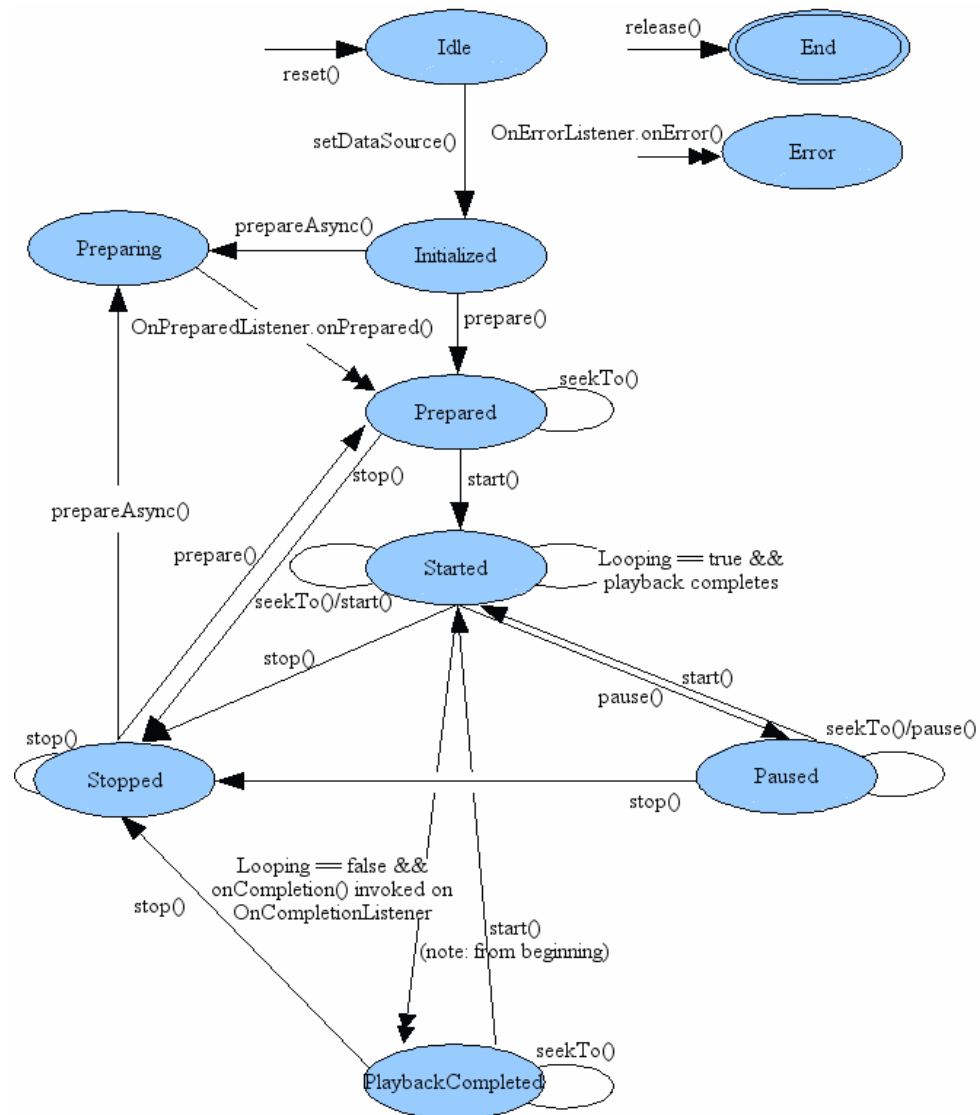 Idle
release()
End
reset()
setDataSource()
OnErrorListener.onError()
Error
prepareAsync()
Preparing
Initialized
OnPreparedListener.onPrepared()
prepare()
seekTo()
Prepared
stop()
start()
prepareAsync()
prepare()
Started
Looping == true &&
playback completes
seekTo()/start()
stop()
start()
pause()
stop()
seekTo()/pause()
Stopped
Paused
stop()
Looping == false &&
onCompletion() invoked on
OnCompletionListener
stop()
start()
(note: from beginning)
seekTo()
PlaybackCompleted